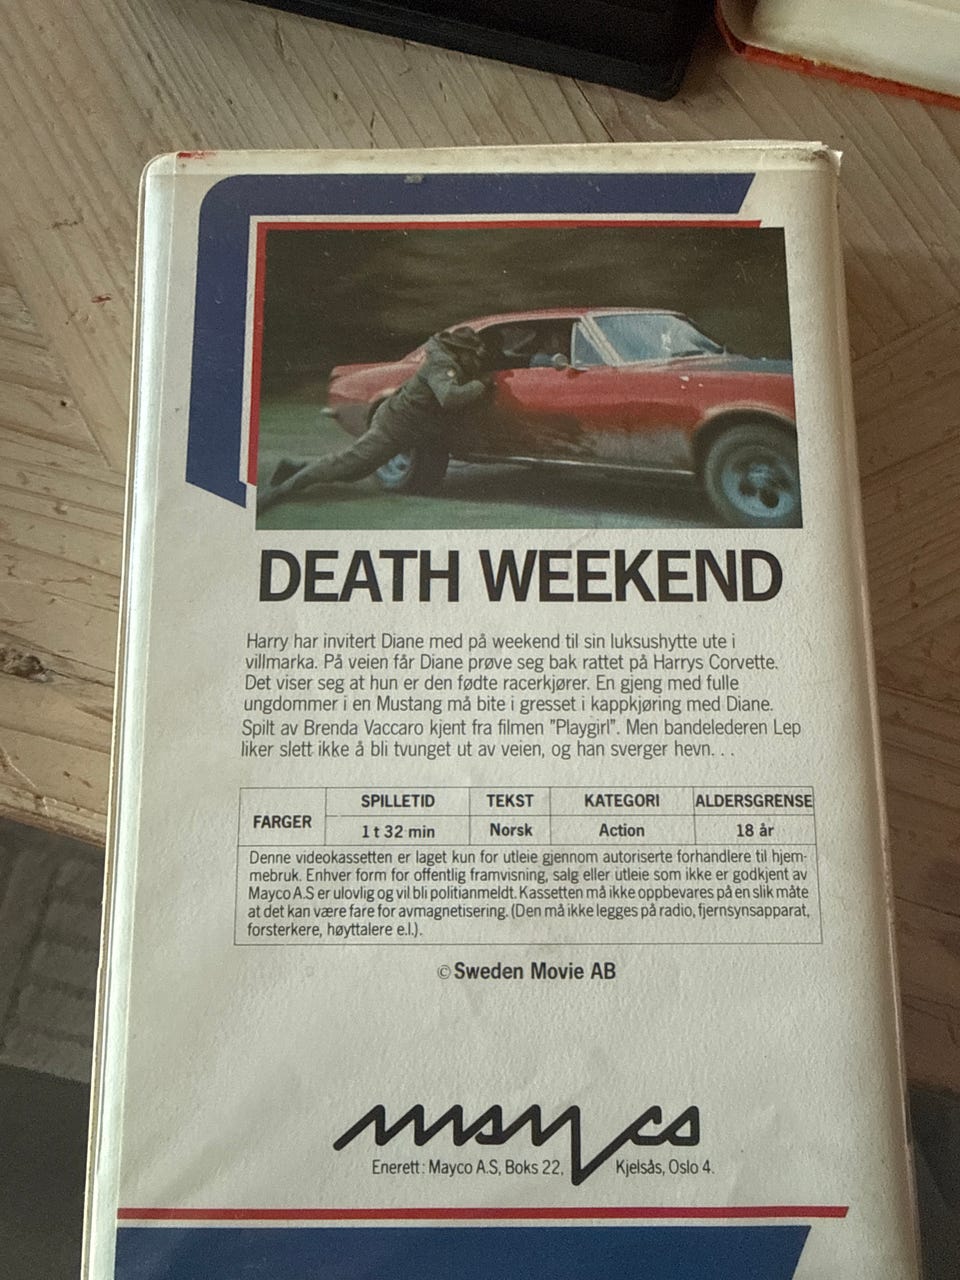 DEATH WEEKEND
Harry har invitert Diane med på weekend til sin luksushytte ute i
villmarka. På veien får Diane prøve seg bak rattet på Harrys Corvette.
Det viser seg at hun er den fødte racerkjører. En gjeng med fulle
ungdommer i en Mustang må bite i gresset i kappkjøring med Diane.
Spilt av Brenda Vaccaro kjent fra filmen "Playgirl". Men bandelederen Lep
liker slett ikke å bli tvunget ut av veien, og han sverger hevn. . .
FARGER
SPILLETID TEKST KATEGORI ALDERSGRENSE
1 t 32 min Norsk Action 18 år
Denne videokassetten er laget kun for utleie gjennom autoriserte forhandlere til hjem-
mebruk. Enhver form for offentlig framvisning, salg eller utleie som ikke er godkjent av
Mayco A.S er ulovlig og vil bli politianmeldt. Kassetten må ikke oppbevares på en slik måte
at det kan være fare for avmagnetisering. (Den må ikke legges på radio, fjernsynsapparat,
forsterkere, høyttalere e.l.).
© Sweden Movie AB
mayco
Enerett: Mayco A.S, Boks 22, Kjelsås, Oslo 4.